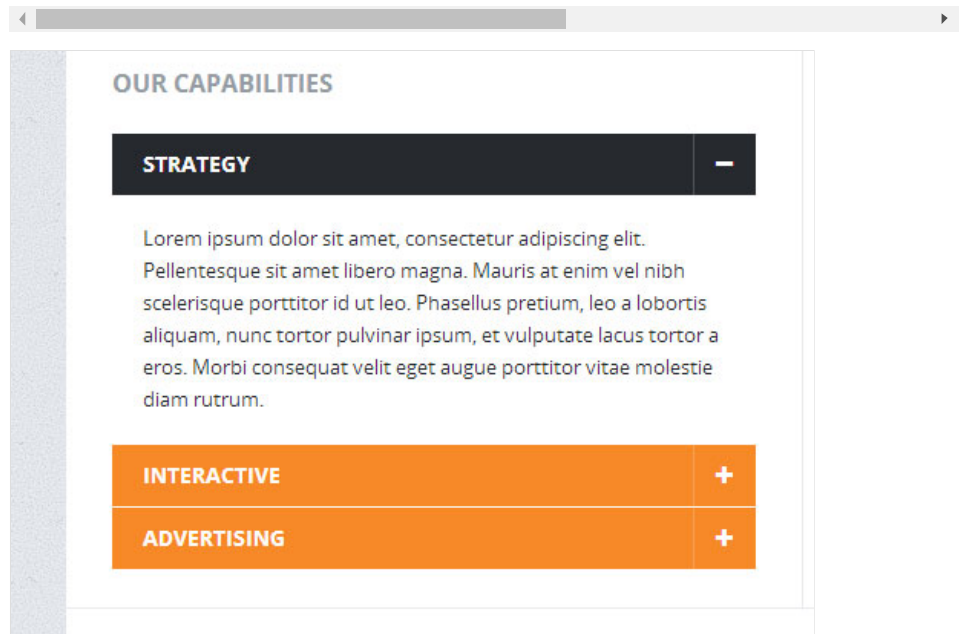 OUR CAPABILITIES
STRATEGY
Lorem ipsum dolor sit amet, consectetur adipiscing elit.
Pellentesque sit amet libero magna. Mauris at enim vel nibh
scelerisque porttitor id ut leo. Phasellus pretium, leo a lobortis
aliquam, nunc tortor pulvinar ipsum, et vulputate lacus tortor a
eros. Morbi consequat velit eget augue porttitor vitae molestie
diam rutrum.
INTERACTIVE
ADVERTISING